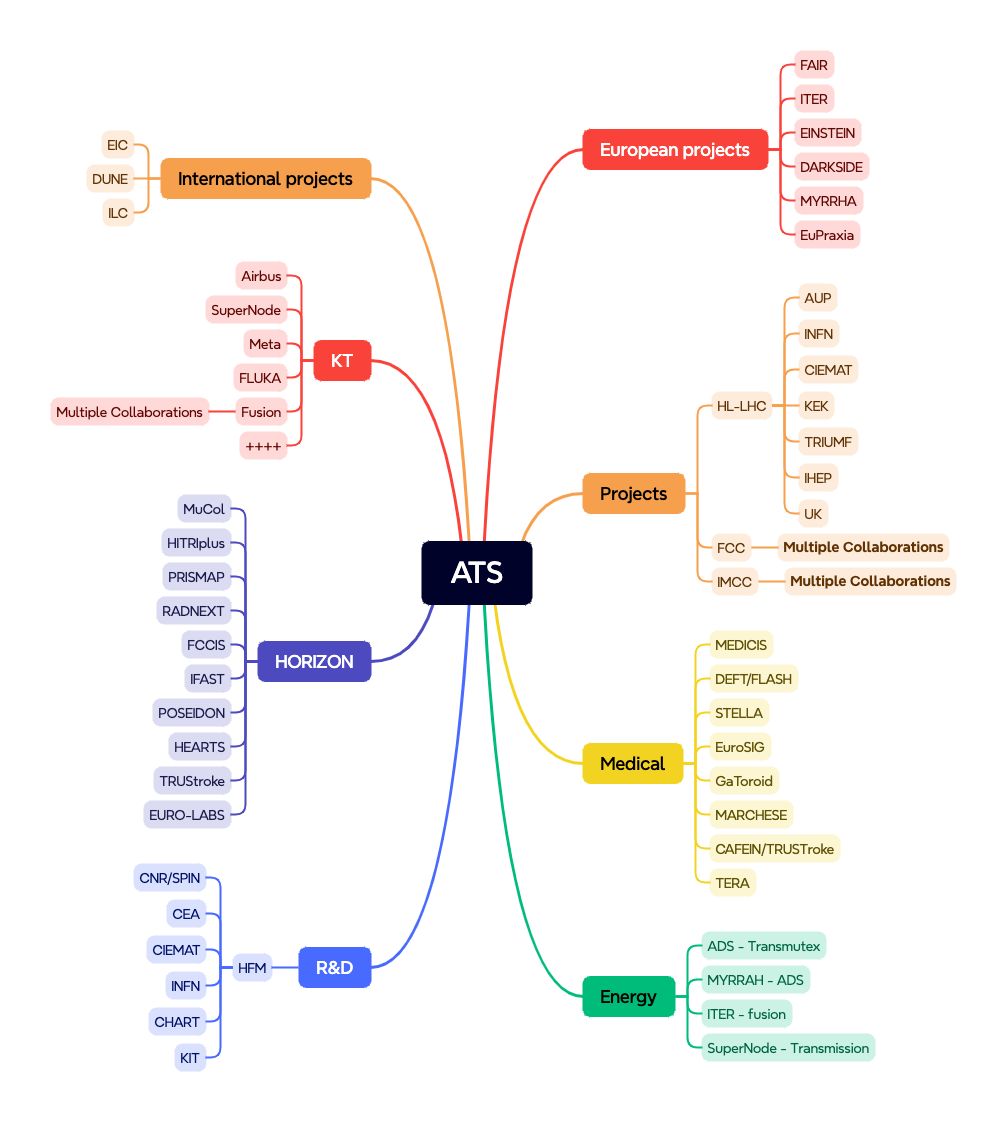 ATS
European projects
FAIR
ITER
EINSTEIN
DARKSIDE
MYRRHA
EuPraxia
Projects
HL-LHC
AUP
INFN
CIEMAT
KEK
TRIUMF
IHEP
UK
FCC
Multiple Collaborations
IMCC
Multiple Collaborations
Medical
MEDICIS
DEFT/FLASH
STELLA
EuroSIG
GaToroid
MARCHESE
CAFEIN/TRUSTroke
TERA
Energy
ADS - Transmutex
MYRRAH - ADS
ITER - fusion
SuperNode - Transmission
International projects
EIC
DUNE
ILC
KT
Airbus
SuperNode
Meta
FLUKA
Fusion
Multiple Collaborations
++++
HORIZON
MuCol
HITRIplus
PRISMAP
RADNEXT
FCCIS
IFAST
POSEIDON
HEARTS
TRUStroke
EURO-LABS
R&D
HFM
CNR/SPIN
CEA
CIEMAT
INFN
CHART
KIT